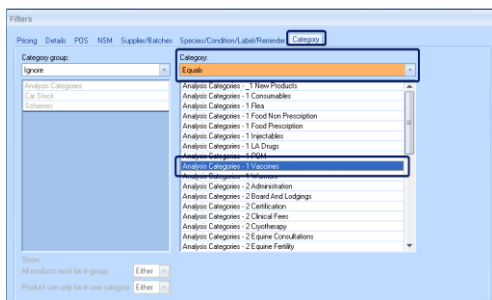 Filters
Pricing Details POS NSM Supplier/Batches Species/Condition/Label/Reminder Category
Category group:
Ignore
Analysis Categories
Car Stock
Schemes
Category:
Equals
Analysis Categories - _1 New Products
Analysis Categories - 1 Consumables
Analysis Categories - 1 Flea
Analysis Categories - 1 Food Non Prescription
Analysis Categories - 1 Food Prescription
Analysis Categories - 1 Injectables
Analysis Categories - 1 LA Drugs
Analysis Categories - 1 POM
Analysis Categories - 1 Vaccines
Analysis Categories - 1 Wormers
Analysis Categories - 2 Administration
Analysis Categories - 2 Board And Lodgings
Analysis Categories - 2 Certification
Analysis Categories - 2 Clinical Fees
Analysis Categories - 2 Cryotherapy
Analysis Categories - 2 Equine Consultations
Analysis Categories - 2 Equine Fertility
Show:
All products must be in group: Either
Product can only be in one category: Either